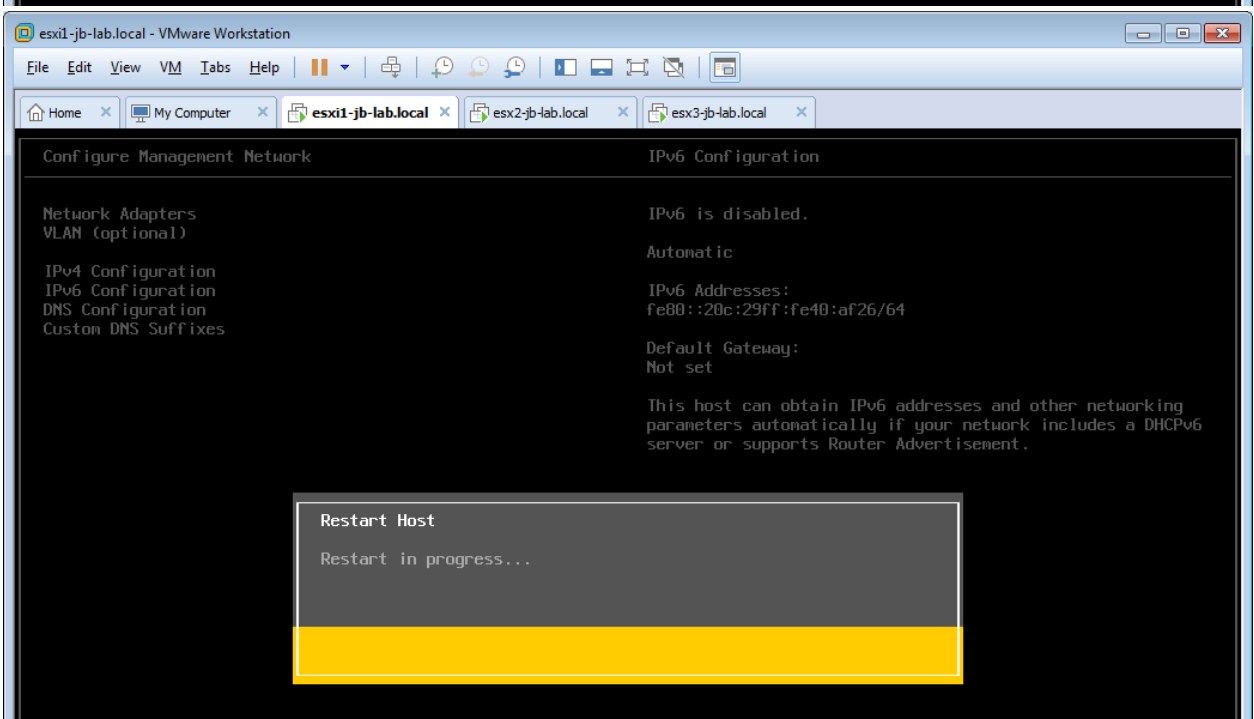 esxi1-jb-lab.local - VMware Workstation
File Edit View VM Tabs Help
Home My Computer esxi1-jb-lab.local esx2-jb-lab.local esx3-jb-lab.local
Configure Management Network
IPv6 Configuration
Network Adapters
VLAN (optional)
IPv4 Configuration
IPv6 Configuration
DNS Configuration
Custom DNS Suffixes
IPv6 is disabled.
Automatic
IPv6 Addresses:
fe80::20c:29ff:fe40:af26/64
Default Gateway:
Not set
This host can obtain IPv6 addresses and other networking
parameters automatically if your network includes a DHCPv6
server or supports Router Advertisement.
Restart Host
Restart in progress...